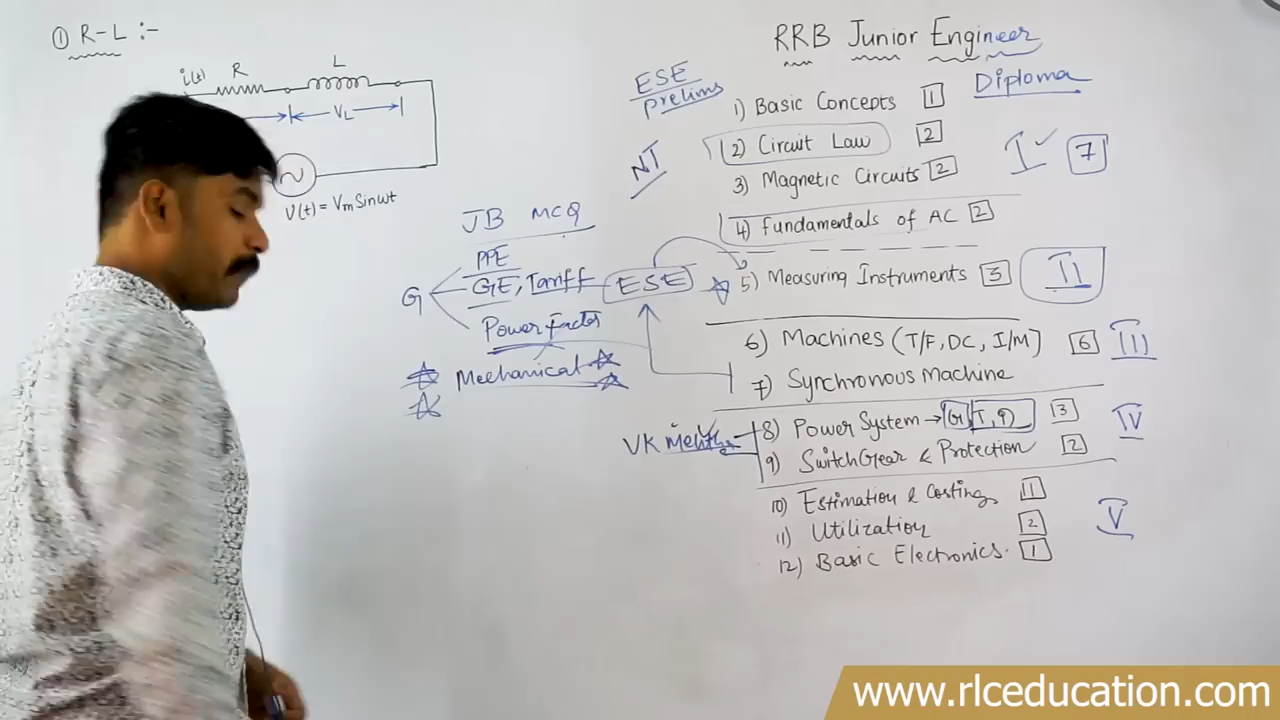 ① R-L :-
i(t) R L
VL
V(t) = Vm Sinωt
RRB Junior Engineer
Diploma
ESE
Prelims
NT
1) Basic Concepts 1
2) Circuit Law 2
3) Magnetic Circuits 2
4) fundamentals of AC 2
I ✓ 7
5) Measuring Instruments 3
II
6) Machines (T/F, DC, I/M) 6
III
7) Synchronous Machine
8) Power System → G T, 3
IV
9) SwitchGear & Protection 2
10) Estimation & Costing
11) Utilization 2
V
12) Basic Electronics. 1
JB MCQ
PPE
G GE, Tariff ESE
Power factor
Mechanical
VK
www.rlceducation.com